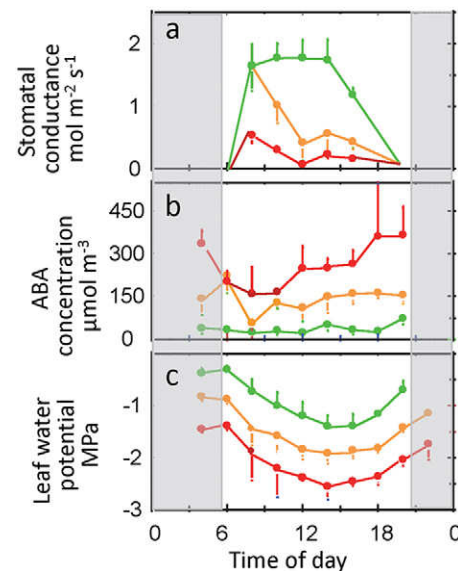 a
Stomatal
conductance
mol m⁻² s⁻¹
2
1
0
b
ABA
concentration
µmol m⁻³
450
300
150
0
c
Leaf water
potential
MPa
-1
-2
-3
0 6 12 18 0
Time of day